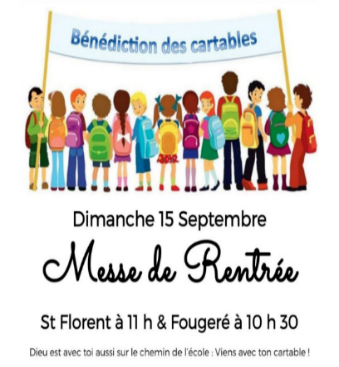 Bénédiction des cartables
Dimanche 15 Septembre
Messe de Rentrée
St Florent à 11 h & Fougeré à 10 h 30
Dieu est avec toi aussi sur le chemin de l'école : Viens avec ton cartable !